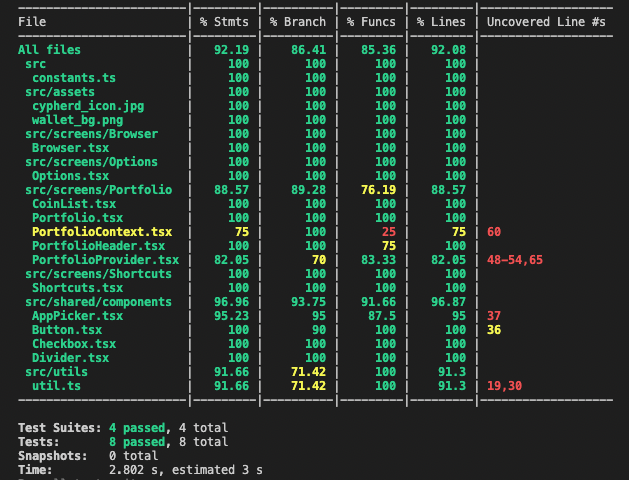 File | % Stmts | % Branch | % Funcs | % Lines | Uncovered Line #s
All files | 92.19 | 86.41 | 85.36 | 92.08 |
src | 100 | 100 | 100 | 100 |
constants.ts | 100 | 100 | 100 | 100 |
src/assets | 100 | 100 | 100 | 100 |
cypherd_icon.jpg | 100 | 100 | 100 | 100 |
wallet_bg.png | 100 | 100 | 100 | 100 |
src/screens/Browser | 100 | 100 | 100 | 100 |
Browser.tsx | 100 | 100 | 100 | 100 |
src/screens/Options | 100 | 100 | 100 | 100 |
Options.tsx | 100 | 100 | 100 | 100 |
src/screens/Portfolio | 88.57 | 89.28 | 76.19 | 88.57 |
CoinList.tsx | 100 | 100 | 100 | 100 |
Portfolio.tsx | 100 | 100 | 100 | 100 |
PortfolioContext.tsx | 75 | 100 | 25 | 75 | 60
PortfolioHeader.tsx | 100 | 100 | 75 | 100 |
PortfolioProvider.tsx | 82.05 | 70 | 83.33 | 82.05 | 48-54,65
src/screens/Shortcuts | 100 | 100 | 100 | 100 |
Shortcuts.tsx | 100 | 100 | 100 | 100 |
src/shared/components | 96.96 | 93.75 | 91.66 | 96.87 |
AppPicker.tsx | 95.23 | 95 | 87.5 | 95 | 37
Button.tsx | 100 | 90 | 100 | 100 | 36
Checkbox.tsx | 100 | 100 | 100 | 100 |
Divider.tsx | 100 | 100 | 100 | 100 |
src/utils | 91.66 | 71.42 | 100 | 91.3 |
util.ts | 91.66 | 71.42 | 100 | 91.3 | 19,30
Test Suites: 4 passed, 4 total
Tests: 8 passed, 8 total
Snapshots: 0 total
Time: 2.802 s, estimated 3 s